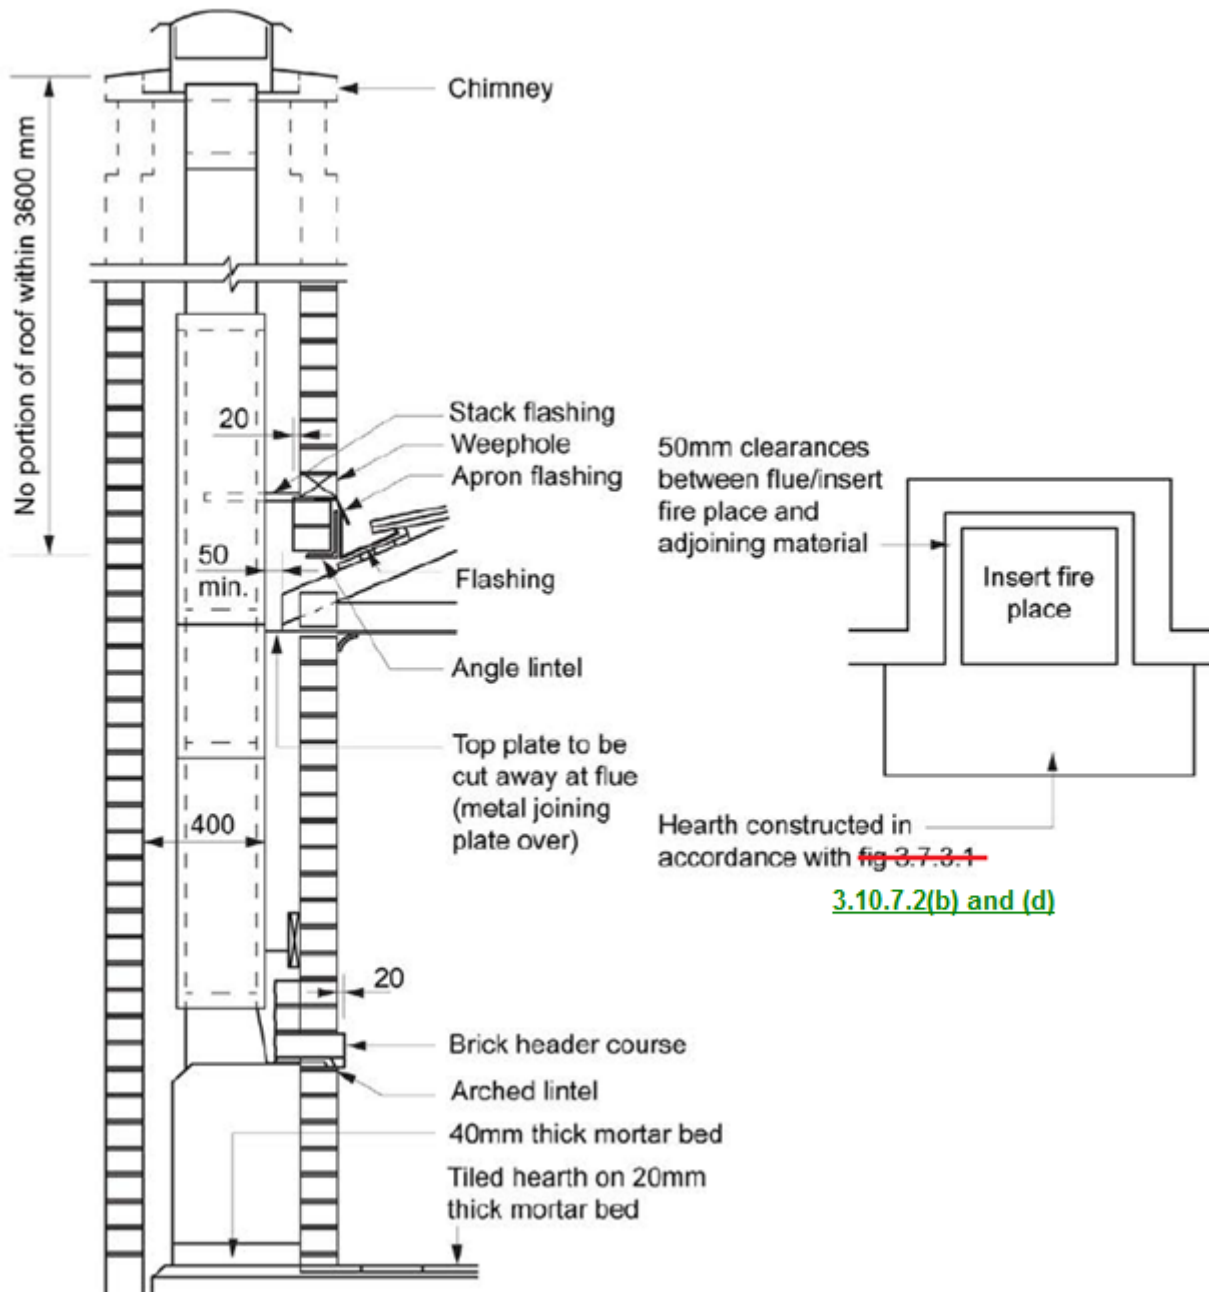 Chimney
No portion of roof within 3600 mm
20
Stack flashing
Weephole
Apron flashing
50
min.
Flashing
Angle lintel
Top plate to be
cut away at flue
(metal joining
plate over)
400
20
Brick header course
Arched lintel
40mm thick mortar bed
Tiled hearth on 20mm
thick mortar bed
50mm clearances
between flue/insert
fire place and
adjoining material
Insert fire
place
Hearth constructed in
accordance with fig 3.7.3.1
3.10.7.2(b) and (d)